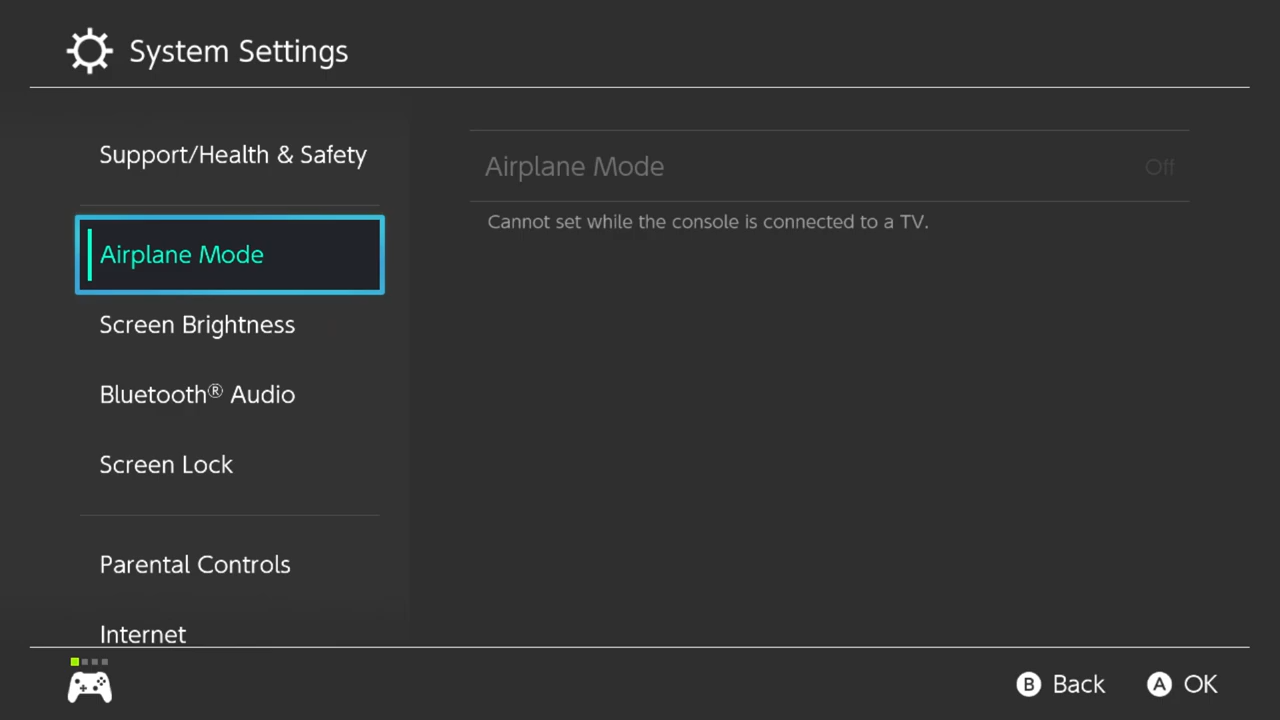 System Settings
Support/Health & Safety
Airplane Mode
Screen Brightness
Bluetooth® Audio
Screen Lock
Parental Controls
Internet
Airplane Mode Off
Cannot set while the console is connected to a TV.
B Back A OK